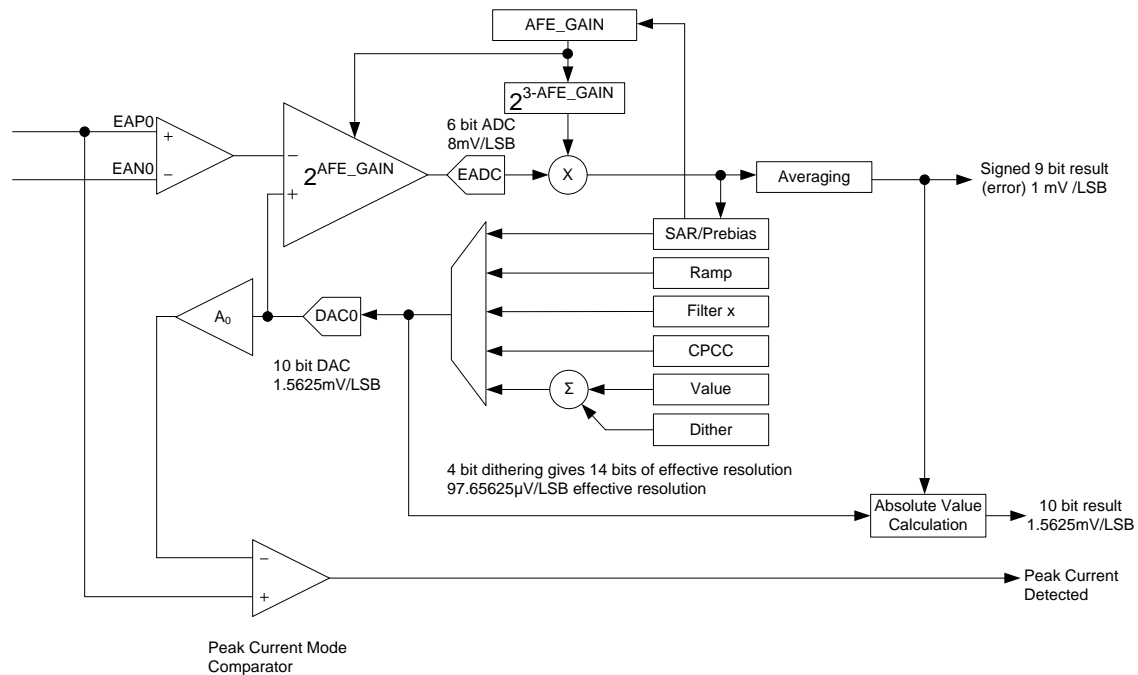 AFE_GAIN
2^3-AFE_GAIN
EAP0
+
EAN0
−
−
2^AFE_GAIN
+
6 bit ADC
8mV/LSB
EADC
X
Averaging
Signed 9 bit result
(error) 1 mV /LSB
SAR/Prebias
Ramp
Filter x
CPCC
Value
Dither
Σ
A₀
DAC0
10 bit DAC
1.5625mV/LSB
4 bit dithering gives 14 bits of effective resolution
97.65625µV/LSB effective resolution
Absolute Value
Calculation
10 bit result
1.5625mV/LSB
−
+
Peak Current
Detected
Peak Current Mode
Comparator